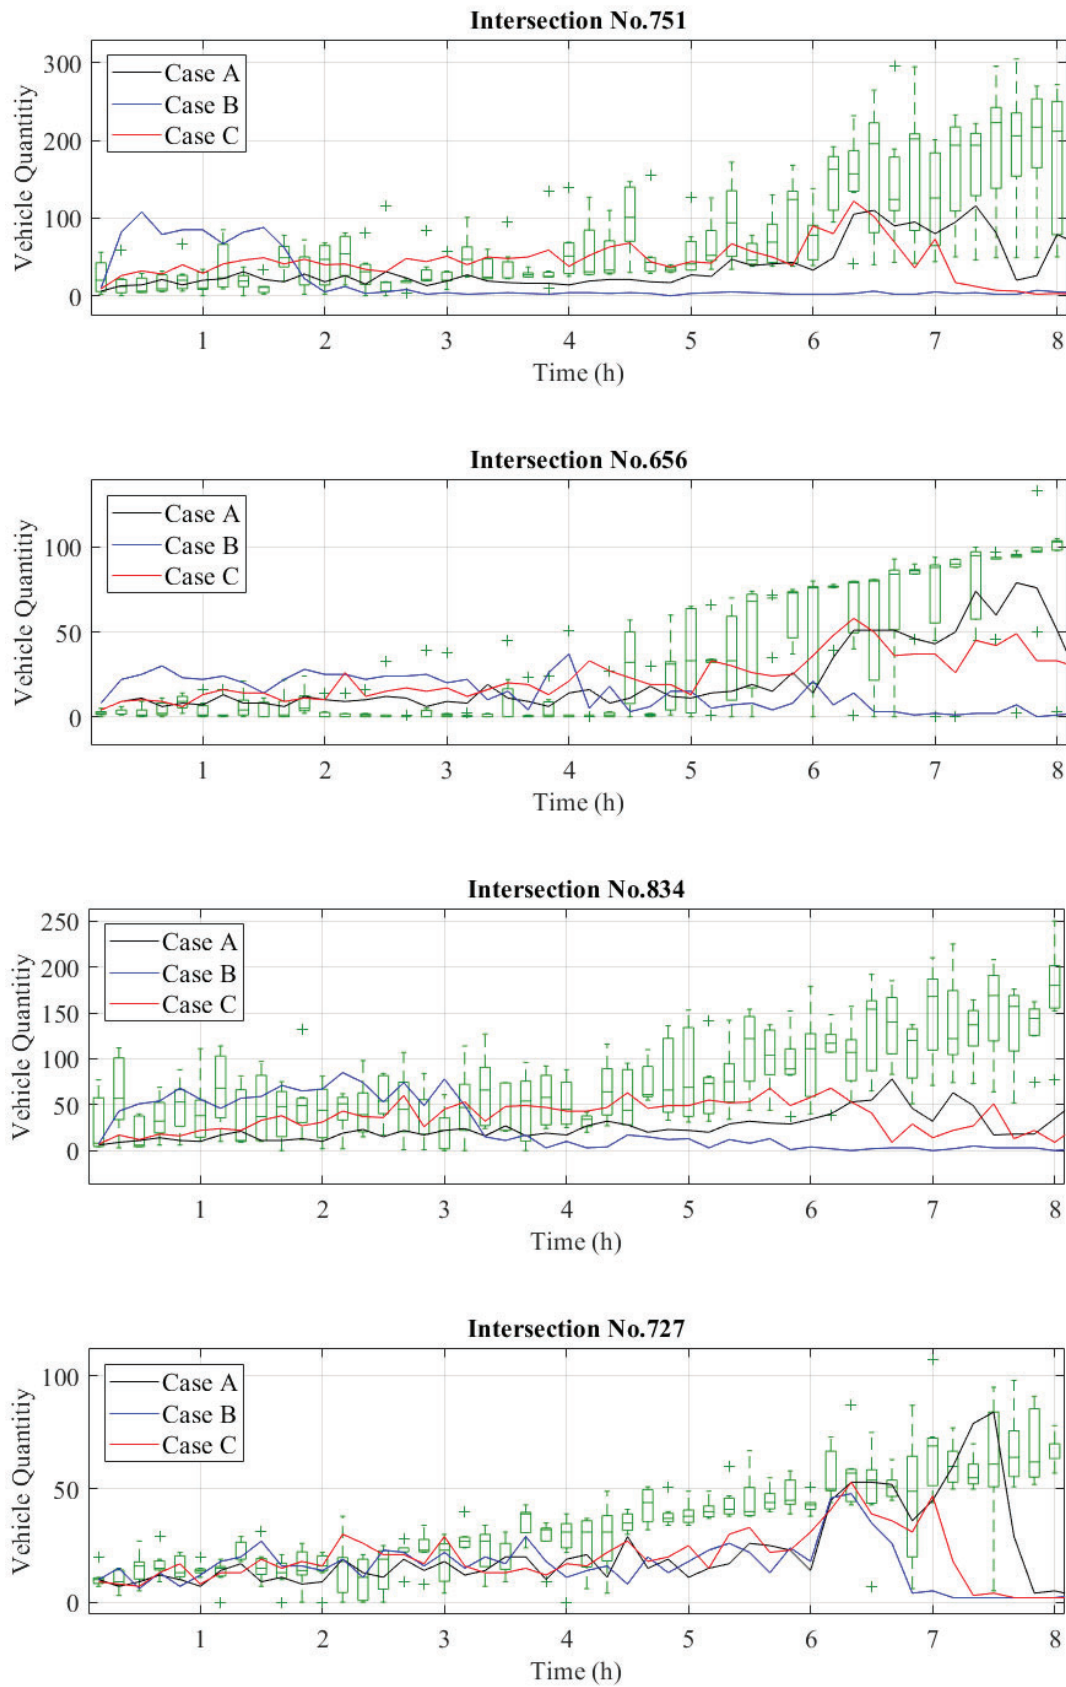 Intersection No.751
300
200
100
0
Vehicle Quantitiy
Case A
Case B
Case C
1 2 3 4 5 6 7 8
Time (h)
Intersection No.656
100
50
0
Vehicle Quantitiy
Case A
Case B
Case C
1 2 3 4 5 6 7 8
Time (h)
Intersection No.834
250
200
150
100
50
0
Vehicle Quantitiy
Case A
Case B
Case C
1 2 3 4 5 6 7 8
Time (h)
Intersection No.727
100
50
0
Vehicle Quantitiy
Case A
Case B
Case C
1 2 3 4 5 6 7 8
Time (h)